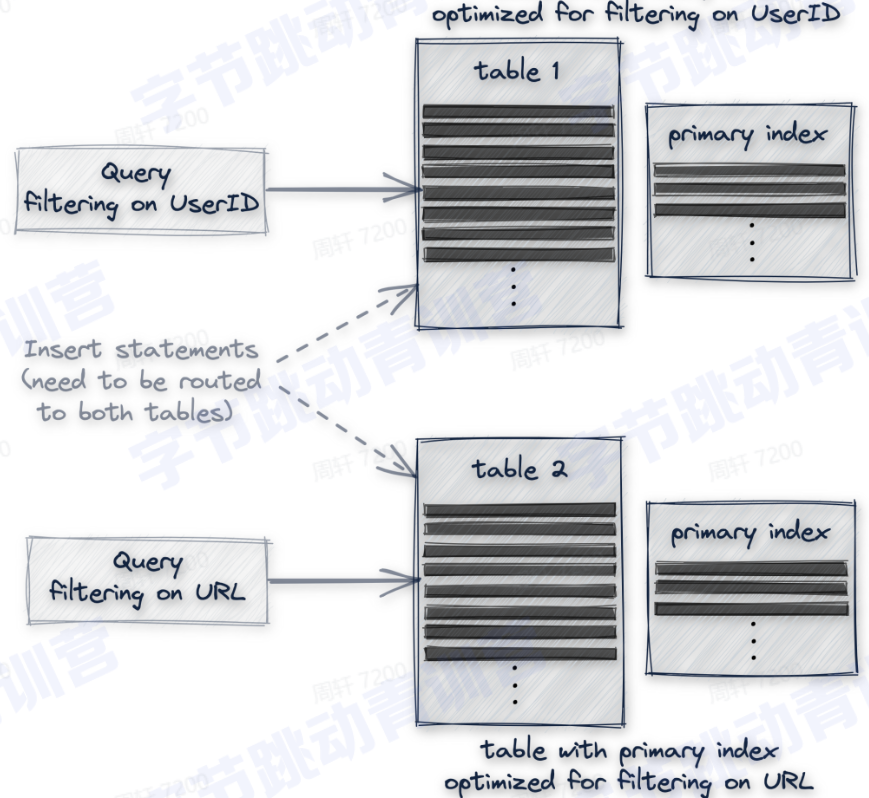 optimized for filtering on UserID
table 1
primary index
Query
filtering on UserID
Insert statements
(need to be routed
to both tables)
table 2
primary index
Query
filtering on URL
table with primary index
optimized for filtering on URL
字节跳动青训营
周轩 7200